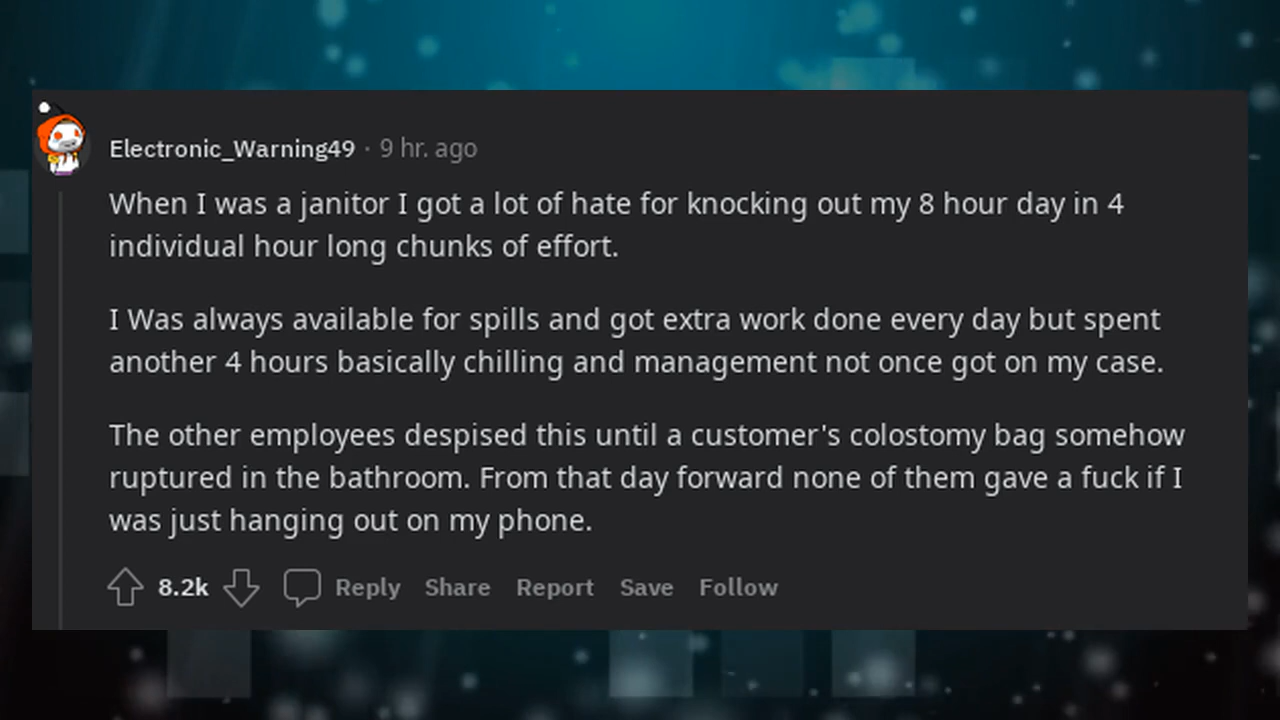 Electronic_Warning49 · 9 hr. ago
When I was a janitor I got a lot of hate for knocking out my 8 hour day in 4
individual hour long chunks of effort.
I Was always available for spills and got extra work done every day but spent
another 4 hours basically chilling and management not once got on my case.
The other employees despised this until a customer's colostomy bag somehow
ruptured in the bathroom. From that day forward none of them gave a fuck if I
was just hanging out on my phone.
8.2k Reply Share Report Save Follow